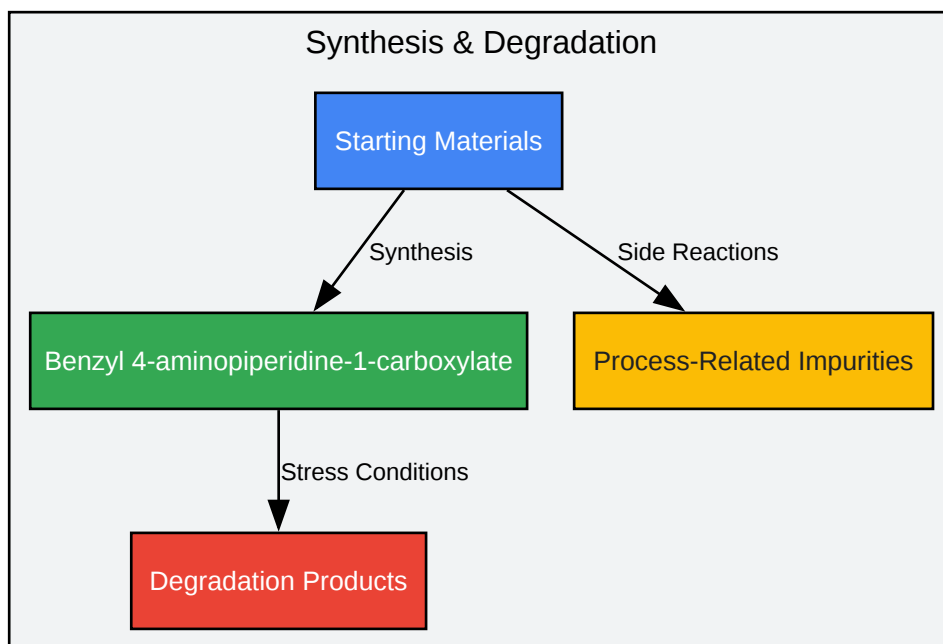 Synthesis & Degradation
Starting Materials
Synthesis
Side Reactions
Benzyl 4-aminopiperidine-1-carboxylate
Process-Related Impurities
Stress Conditions
Degradation Products